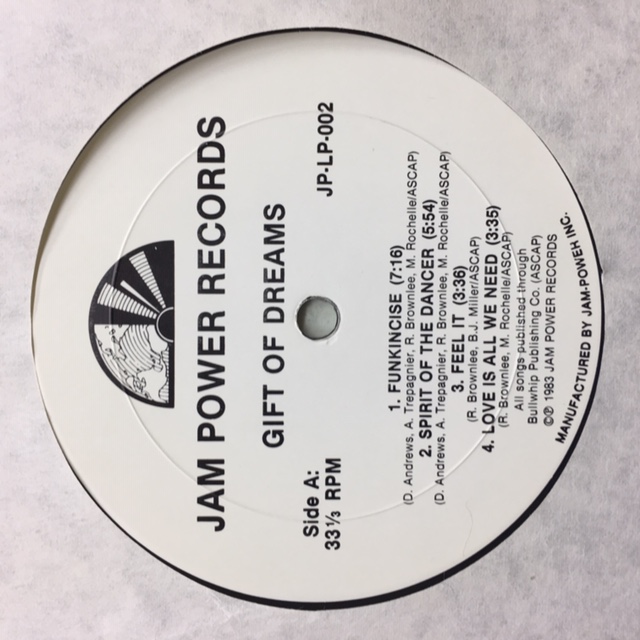 JAM POWER RECORDS
GIFT OF DREAMS
Side A:
33⅓ RPM
JP-LP-002
1. FUNKINCISE (7:16)
(D. Andrews, A. Trepagnier, R. Brownlee, M. Rochelle/ASCAP)
2. SPIRIT OF THE DANCER (5:54)
(D. Andrews, A. Trepagnier, R. Brownlee, M. Rochelle/ASCAP)
3. FEEL IT (3:36)
(R. Brownlee, B.J. Miller/ASCAP)
4. LOVE IS ALL WE NEED (3:35)
(R. Brownlee, M. Rochelle/ASCAP)
All songs published through
Bullwhip Publishing Co. (ASCAP)
©℗ 1983 JAM POWER RECORDS
MANUFACTURED BY JAM-POWEH INC.